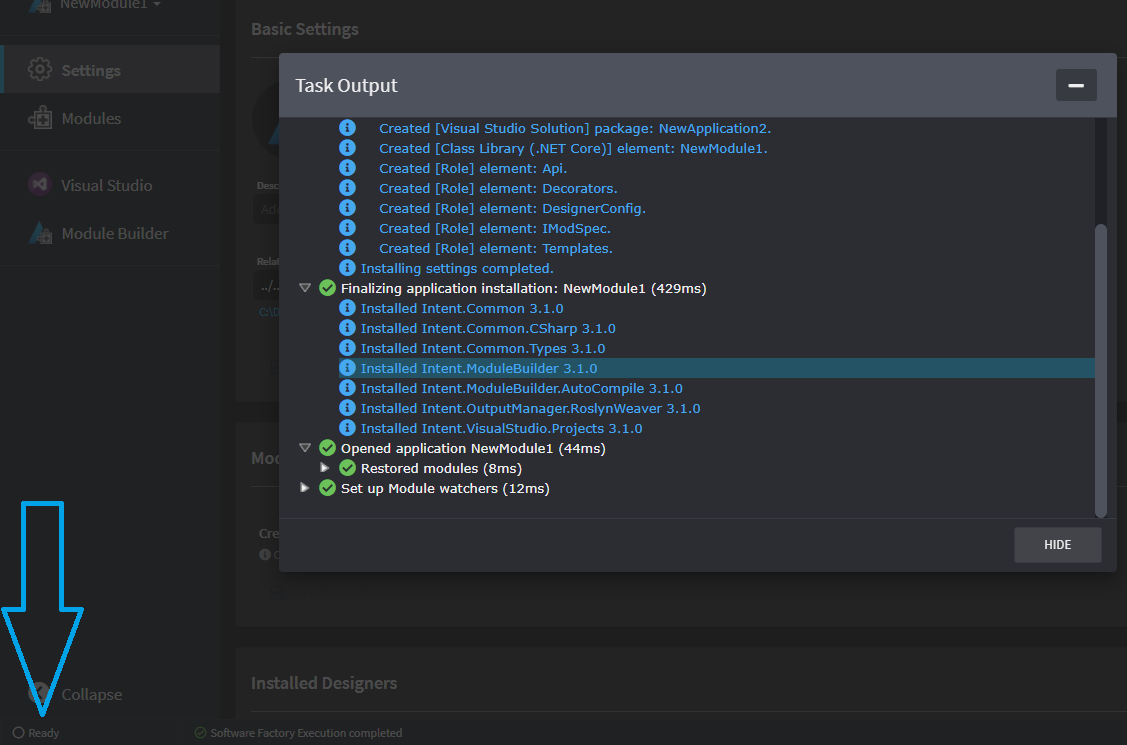 NewModule1
Basic Settings
Settings
Task Output
Modules
Created [Visual Studio Solution] package: NewApplication2.
Created [Class Library (.NET Core)] element: NewModule1.
Created [Role] element: Api.
Visual Studio
Created [Role] element: Decorators.
Created [Role] element: DesignerConfig.
Module Builder
Created [Role] element: IModSpec.
Created [Role] element: Templates.
Installing settings completed.
Finalizing application installation: NewModule1 (429ms)
Installed Intent.Common 3.1.0
Installed Intent.Common.CSharp 3.1.0
Installed Intent.Common.Types 3.1.0
Installed Intent.ModuleBuilder 3.1.0
Installed Intent.ModuleBuilder.AutoCompile 3.1.0
Installed Intent.OutputManager.RoslynWeaver 3.1.0
Installed Intent.VisualStudio.Projects 3.1.0
Opened application NewModule1 (44ms)
Restored modules (8ms)
Set up Module watchers (12ms)
HIDE
Installed Designers
Collapse
Ready
Software Factory Execution completed